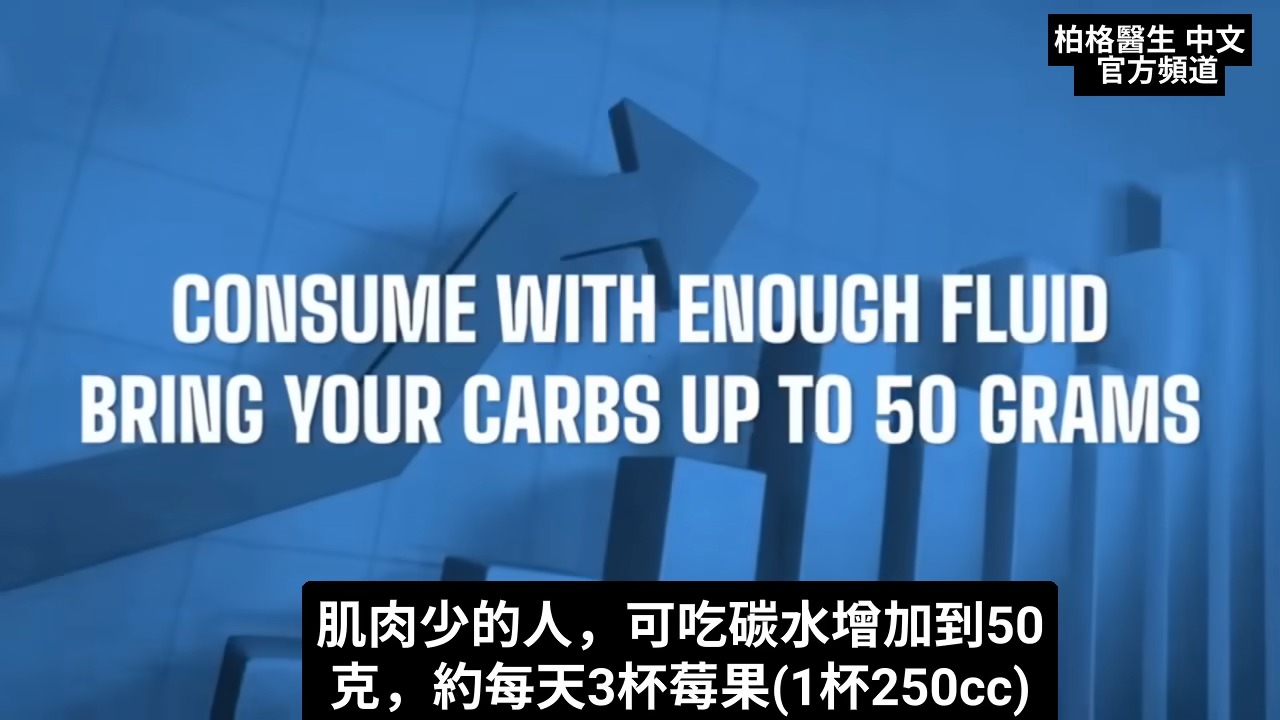 柏格醫生 中文
官方頻道
CONSUME WITH ENOUGH FLUID
BRING YOUR CARBS UP TO 50 GRAMS
肌肉少的人，可吃碳水增加到50
克，約每天3杯莓果(1杯250cc)